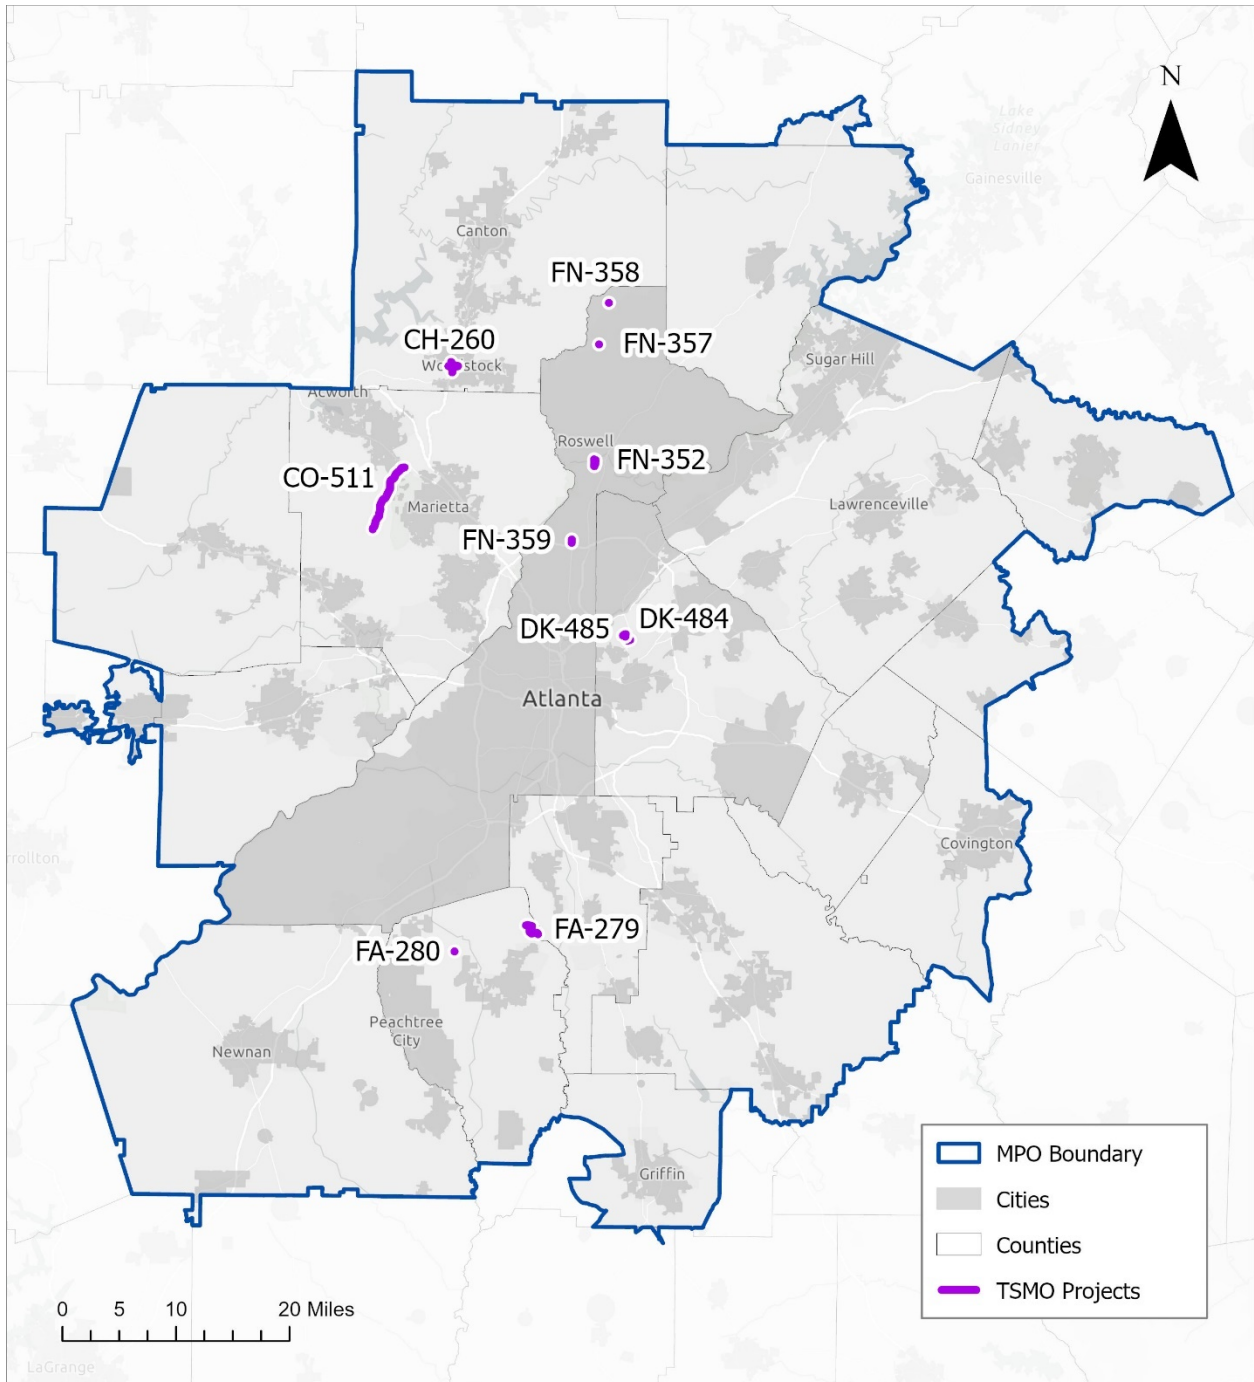 N
Lake
Sidney
Lanier
Gainesville
Canton
FN-358
FN-357
CH-260
Woodstock
Sugar Hill
Acworth
Roswell
FN-352
CO-511
Marietta
Lawrenceville
FN-359
DK-485
DK-484
Atlanta
Covington
rrollton
FA-279
FA-280
Peachtree
City
Newnan
Griffin
MPO Boundary
Cities
Counties
TSMO Projects
0 5 10 20 Miles
LaGrange